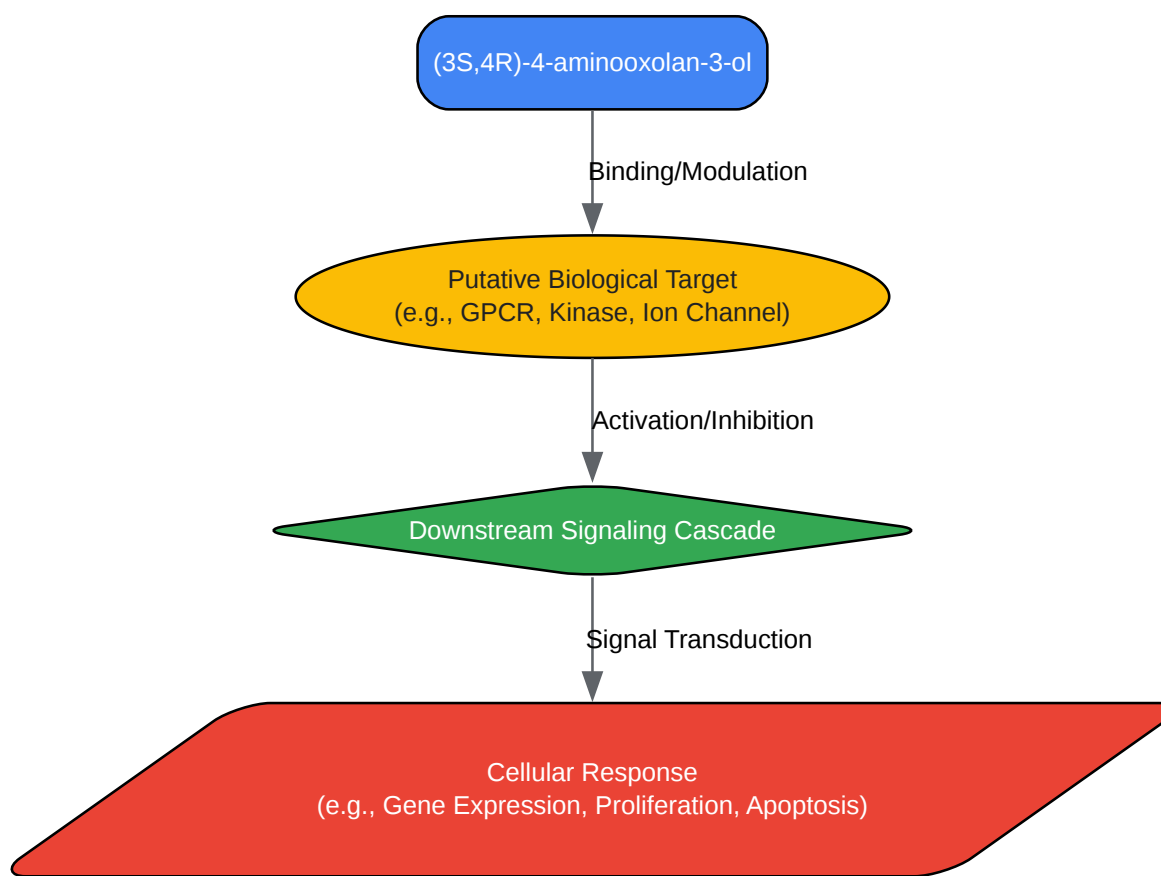 (3S,4R)-4-aminooxolan-3-ol
Binding/Modulation
Putative Biological Target
(e.g., GPCR, Kinase, Ion Channel)
Activation/Inhibition
Downstream Signaling Cascade
Signal Transduction
Cellular Response
(e.g., Gene Expression, Proliferation, Apoptosis)